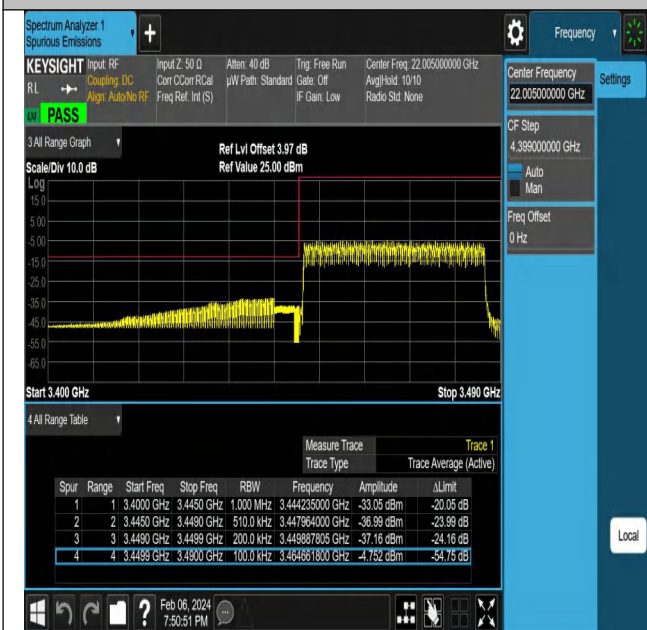 Spectrum Analyzer 1
Spurious Emissions
Frequency
KEYSIGHT
RL
Input: RF
Coupling: DC
Align: Auto/No RF
Input Z: 50 Ω
Corr CCorr RCal
Freq Ref: Int (S)
Atten: 40 dB
µW Path: Standard
Trig: Free Run
Gate: Off
IF Gain: Low
Center Freq: 22.005000000 GHz
Avg|Hold: 10/10
Radio Std: None
PASS
3 All Range Graph
Scale/Div 10.0 dB
Ref Lvl Offset 3.97 dB
Ref Value 25.00 dBm
Log
15.0
5.00
-5.00
-15.0
-25.0
-35.0
-45.0
-55.0
-65.0
Start 3.400 GHz
Stop 3.490 GHz
4 All Range Table
Measure Trace Trace 1
Trace Type Trace Average (Active)
Spur Range Start Freq Stop Freq RBW Frequency Amplitude ΔLimit
1 1 3.4000 GHz 3.4450 GHz 1.000 MHz 3.444235000 GHz -33.05 dBm -20.05 dB
2 2 3.4450 GHz 3.4490 GHz 510.0 kHz 3.447964000 GHz -36.99 dBm -23.99 dB
3 3 3.4490 GHz 3.4499 GHz 200.0 kHz 3.449887805 GHz -37.16 dBm -24.16 dB
4 4 3.4499 GHz 3.4900 GHz 100.0 kHz 3.464661800 GHz -4.752 dBm -54.75 dB
Center Frequency
22.005000000 GHz
Settings
CF Step
4.399000000 GHz
Auto
Man
Freq Offset
0 Hz
Local
?
Feb 06, 2024
7:50:51 PM